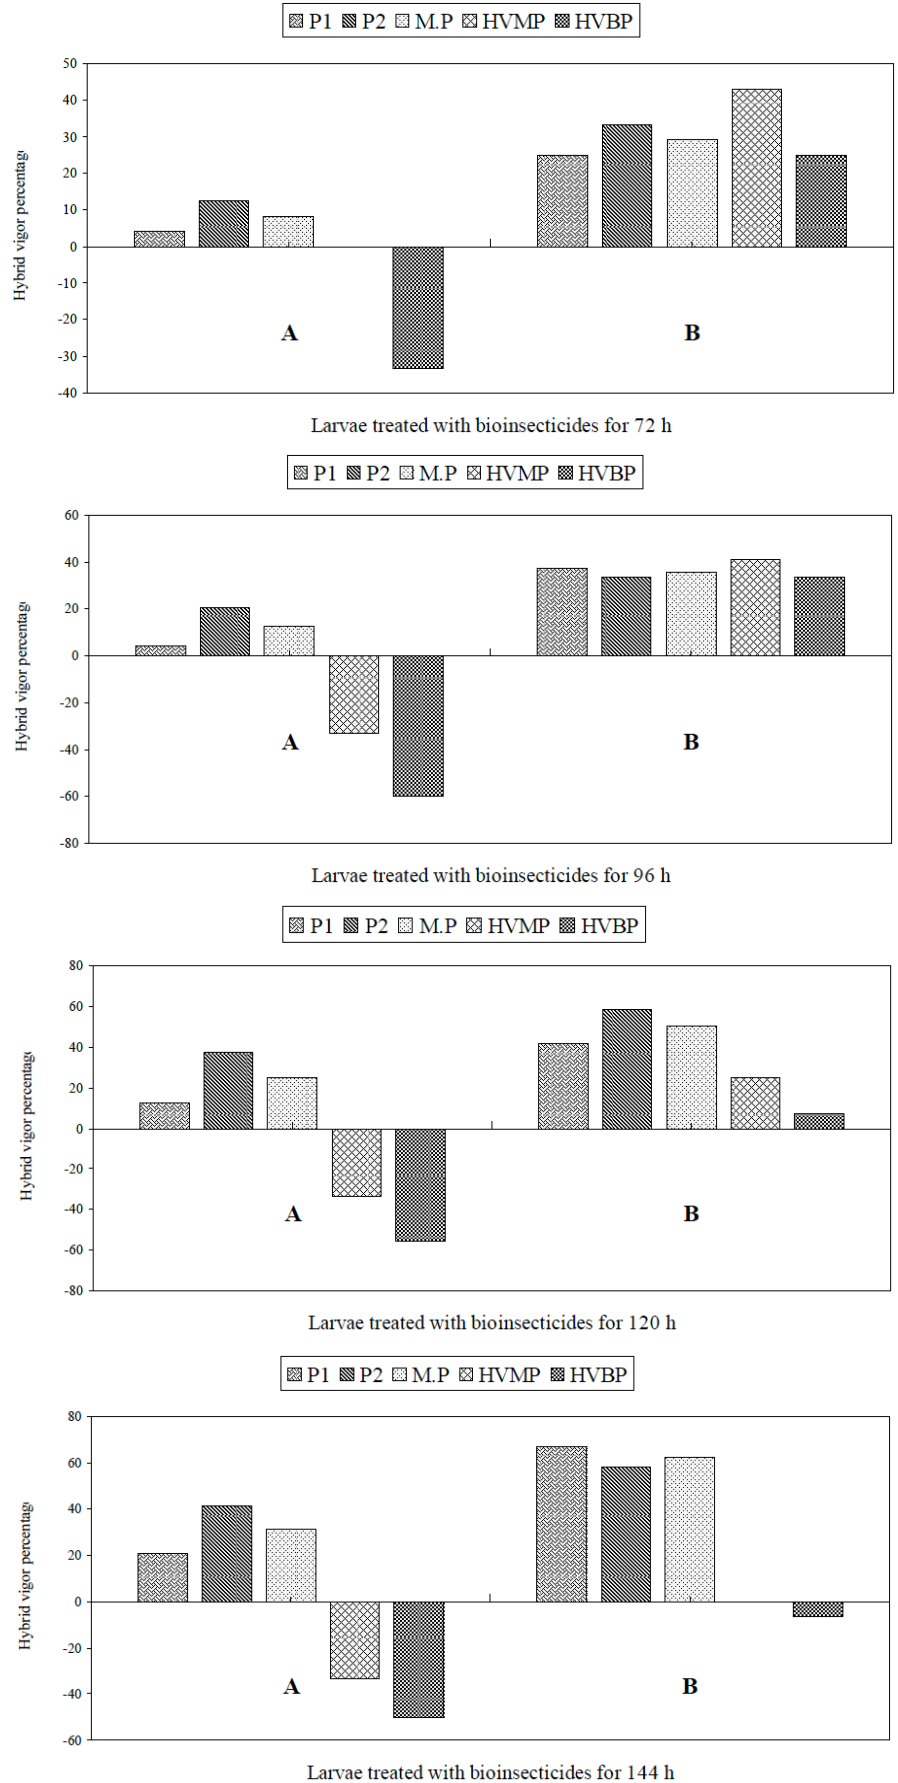 P1 P2 M.P HVMP HVBP
50
40
30
20
10
0
-10
-20
-30
-40
Hybrid vigor percentage
A
B
Larvae treated with bioinsecticides for 72 h
P1 P2 M.P HVMP HVBP
60
40
20
0
-20
-40
-60
-80
Hybrid vigor percentage
A
B
Larvae treated with bioinsecticides for 96 h
P1 P2 M.P HVMP HVBP
80
60
40
20
0
-20
-40
-60
-80
Hybrid vigor percentage
A
B
Larvae treated with bioinsecticides for 120 h
P1 P2 M.P HVMP HVBP
80
60
40
20
0
-20
-40
-60
Hybrid vigor percentage
A
B
Larvae treated with bioinsecticides for 144 h